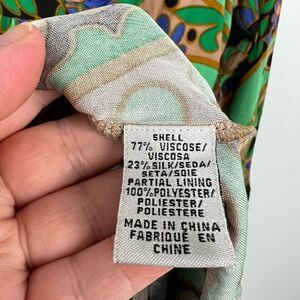 SHELL
77% VISCOSE/
VISCOSA
23% SILK/SEDA/
SETA/SOIE
PARTIAL LINING
100% POLYESTER/
POLIESTER/
POLIESTERE
MADE IN CHINA
FABRIQUÉ EN
CHINE